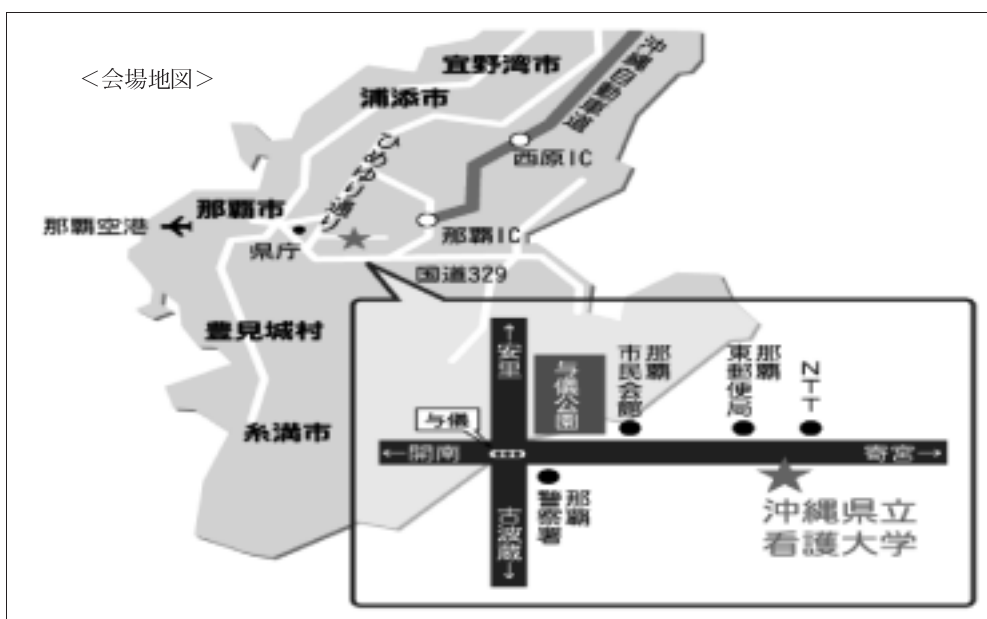 <会場地図>
宜野湾市
浦添市
沖縄自動車道
ひめゆり通り
西原IC
那覇市
那覇空港
県庁
那覇IC
国道329
豊見城村
糸満市
↑安里
与儀公園
那覇
市民会館
那覇
東郵便局
NTT
与儀
←開南
寄宮→
那覇
警察署
古波蔵↓
沖縄県立
看護大学